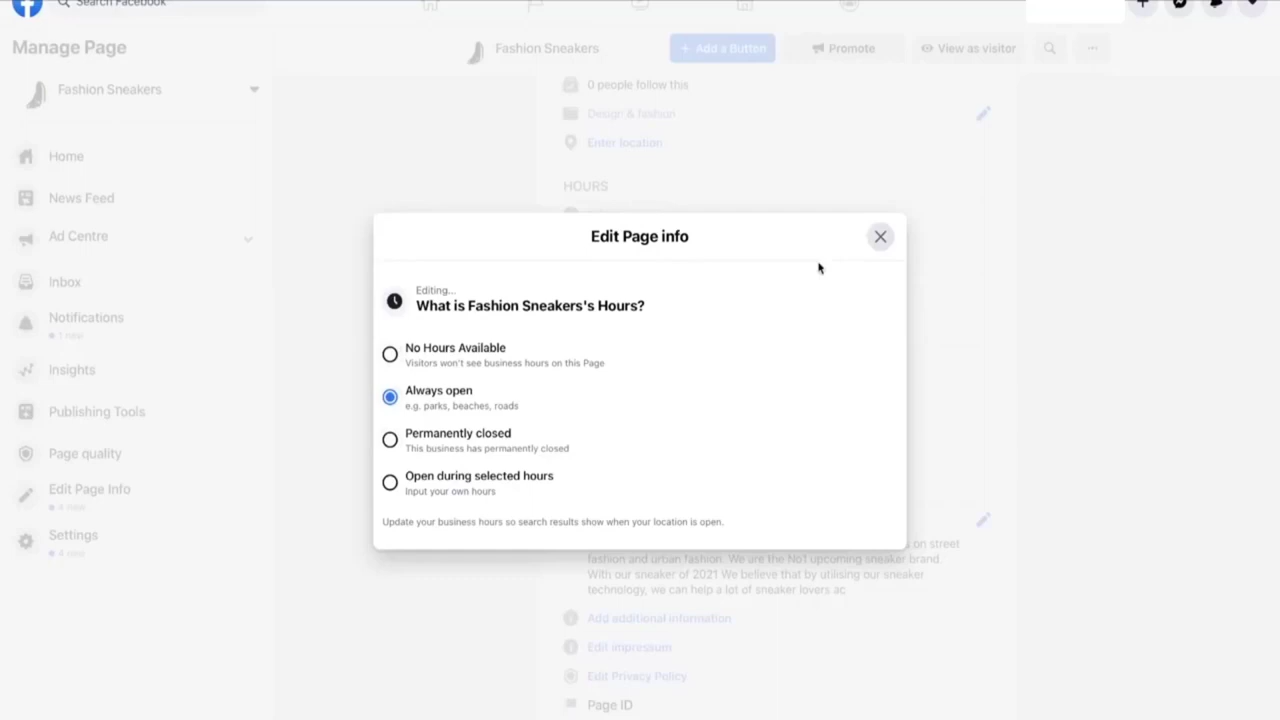 Search Facebook
Manage Page
Fashion Sneakers
+ Add a Button
Promote
View as visitor
...
Fashion Sneakers
Home
News Feed
Ad Centre
Inbox
Notifications
1 new
Insights
Publishing Tools
Page quality
Edit Page Info
4 new
Settings
4 new
0 people follow this
Design & fashion
Enter location
HOURS
Edit Page info
Editing...
What is Fashion Sneakers's Hours?
No Hours Available
Visitors won't see business hours on this Page
Always open
e.g. parks, beaches, roads
Permanently closed
This business has permanently closed
Open during selected hours
Input your own hours
Update your business hours so search results show when your location is open.
on street
fashion and urban fashion. We are the No1 upcoming sneaker brand
With our sneaker of 2021 We believe that by utilising our sneaker
technology, we can help a lot of sneaker lovers ac
Add additional information
Edit impressum
Edit Privacy Policy
Page ID